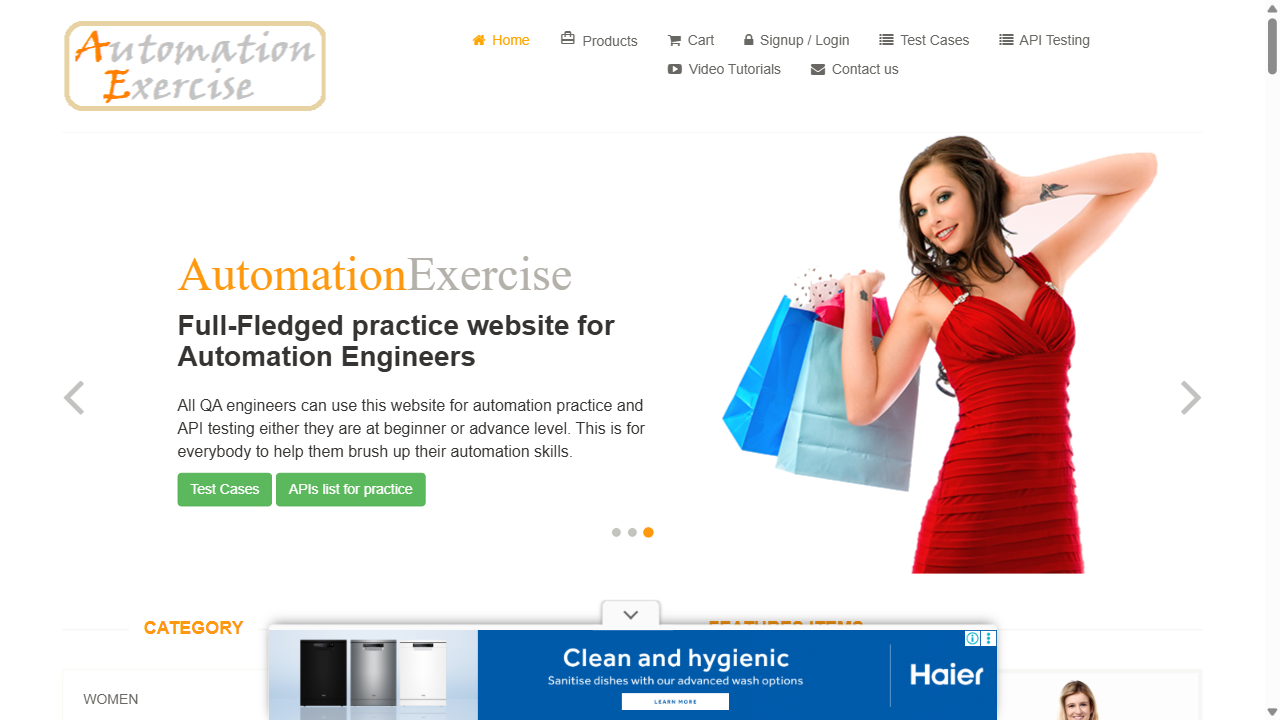 Automation
Exercise
Home
Products
Cart
Signup / Login
Test Cases
API Testing
Video Tutorials
Contact us
AutomationExercise
Full-Fledged practice website for
Automation Engineers
All QA engineers can use this website for automation practice and
API testing either they are at beginner or advance level. This is for
everybody to help them brush up their automation skills.
Test Cases
APIs list for practice
CATEGORY
FEATURES ITEMS
WOMEN
Clean and hygienic
Sanitise dishes with our advanced wash options
LEARN MORE
Haier